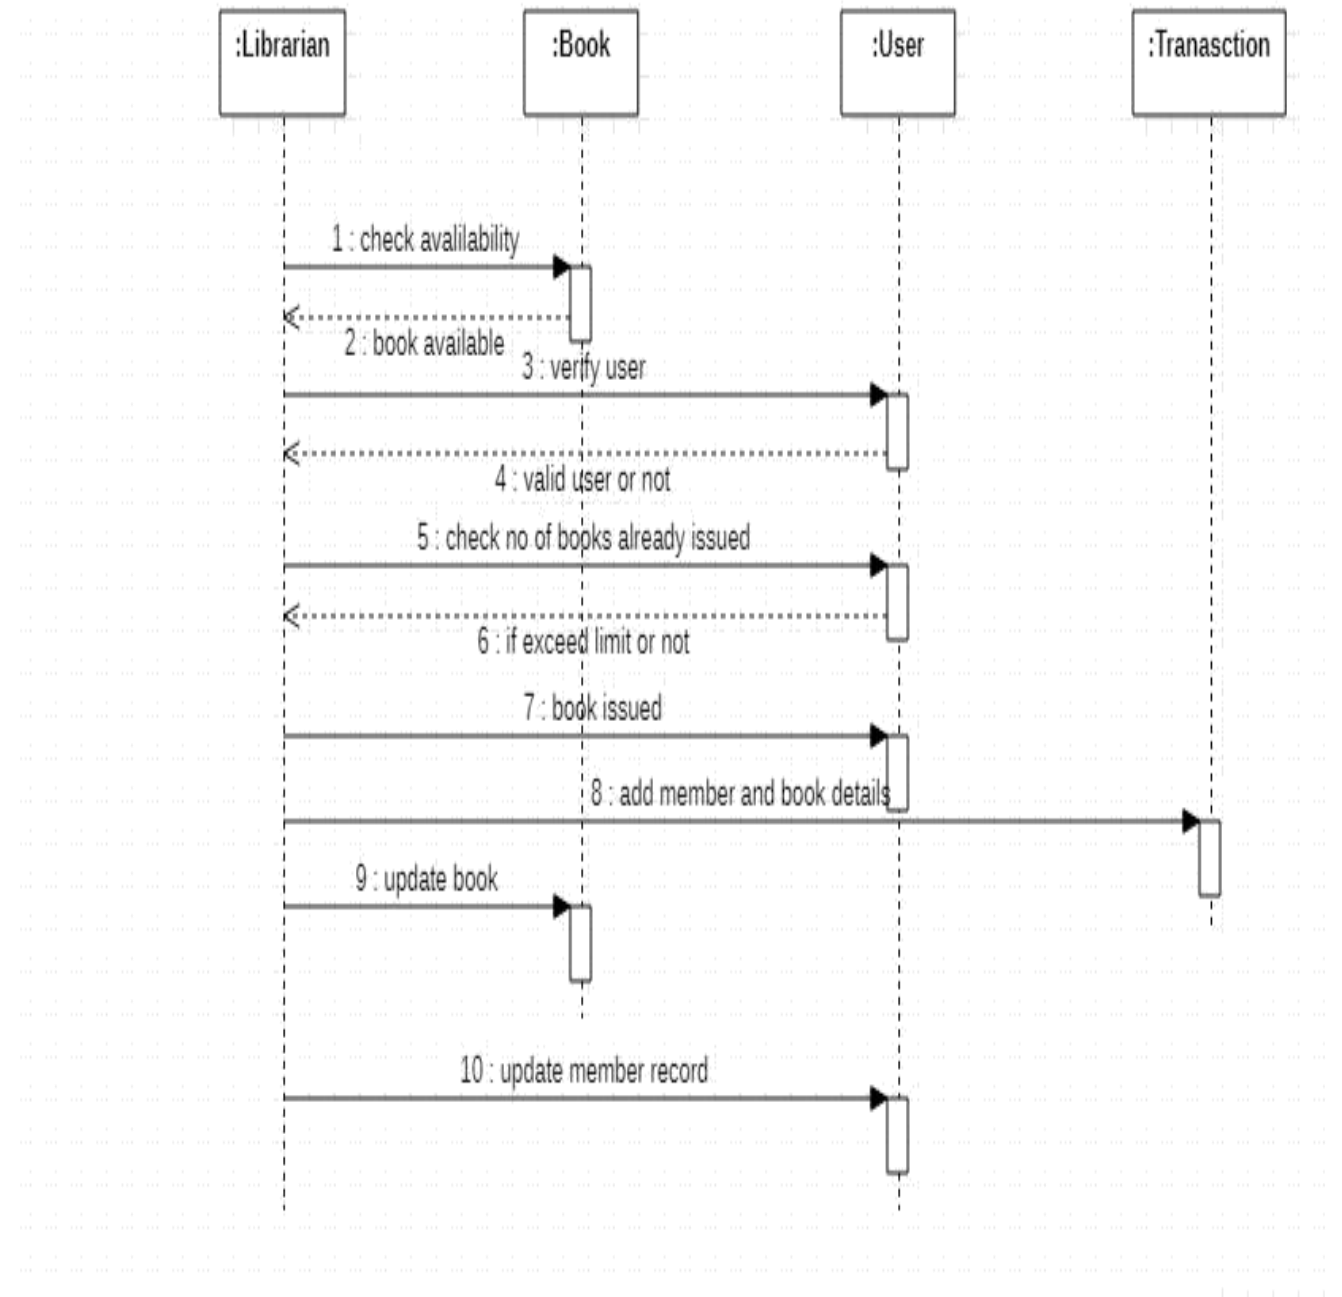 :Librarian
:Book
:User
:Tranasction
1 : check avalilability
2 : book available
3 : verify user
4 : valid user or not
5 : check no of books already issued
6 : if exceed limit or not
7 : book issued
8 : add member and book details
9 : update book
10 : update member record